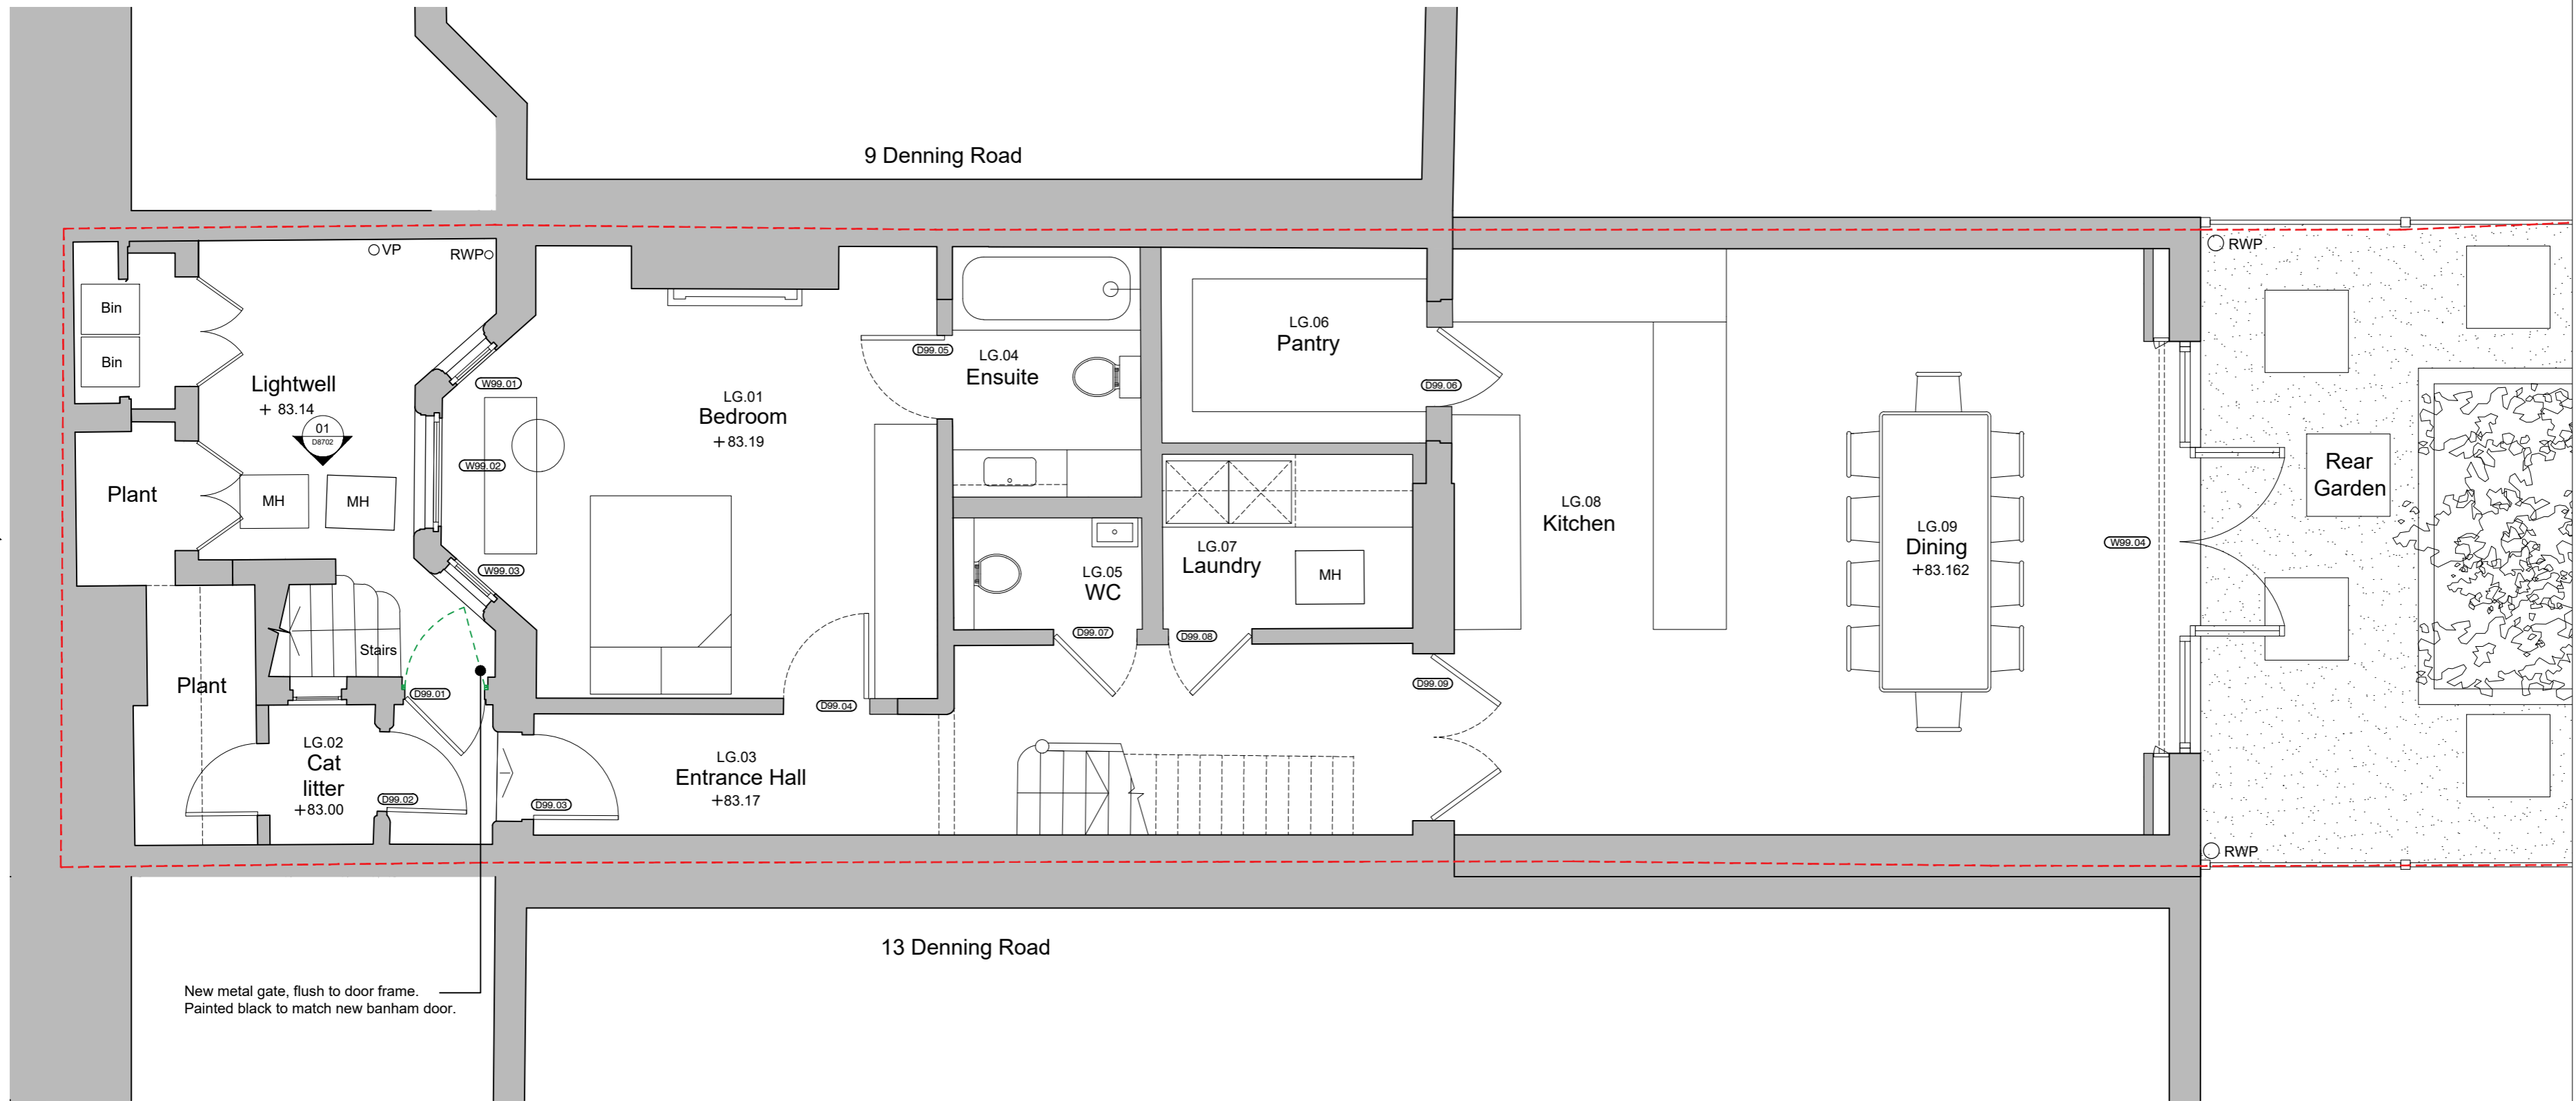 9 Denning Road
VP
RWP
RWP
Bin
Bin
Lightwell
+ 83.14
01
D8702
MH
MH
Plant
Plant
Stairs
W99.01
W99.02
W99.03
LG.01
Bedroom
+83.19
D99.05
LG.04
Ensuite
LG.06
Pantry
D99.06
LG.05
WC
LG.07
Laundry
MH
D99.07
D99.08
LG.08
Kitchen
LG.09
Dining
+83.162
W99.04
Rear
Garden
D99.01
D99.04
D99.09
LG.02
Cat
litter
+83.00
D99.02
D99.03
LG.03
Entrance Hall
+83.17
RWP
13 Denning Road
New metal gate, flush to door frame.
Painted black to match new banham door.